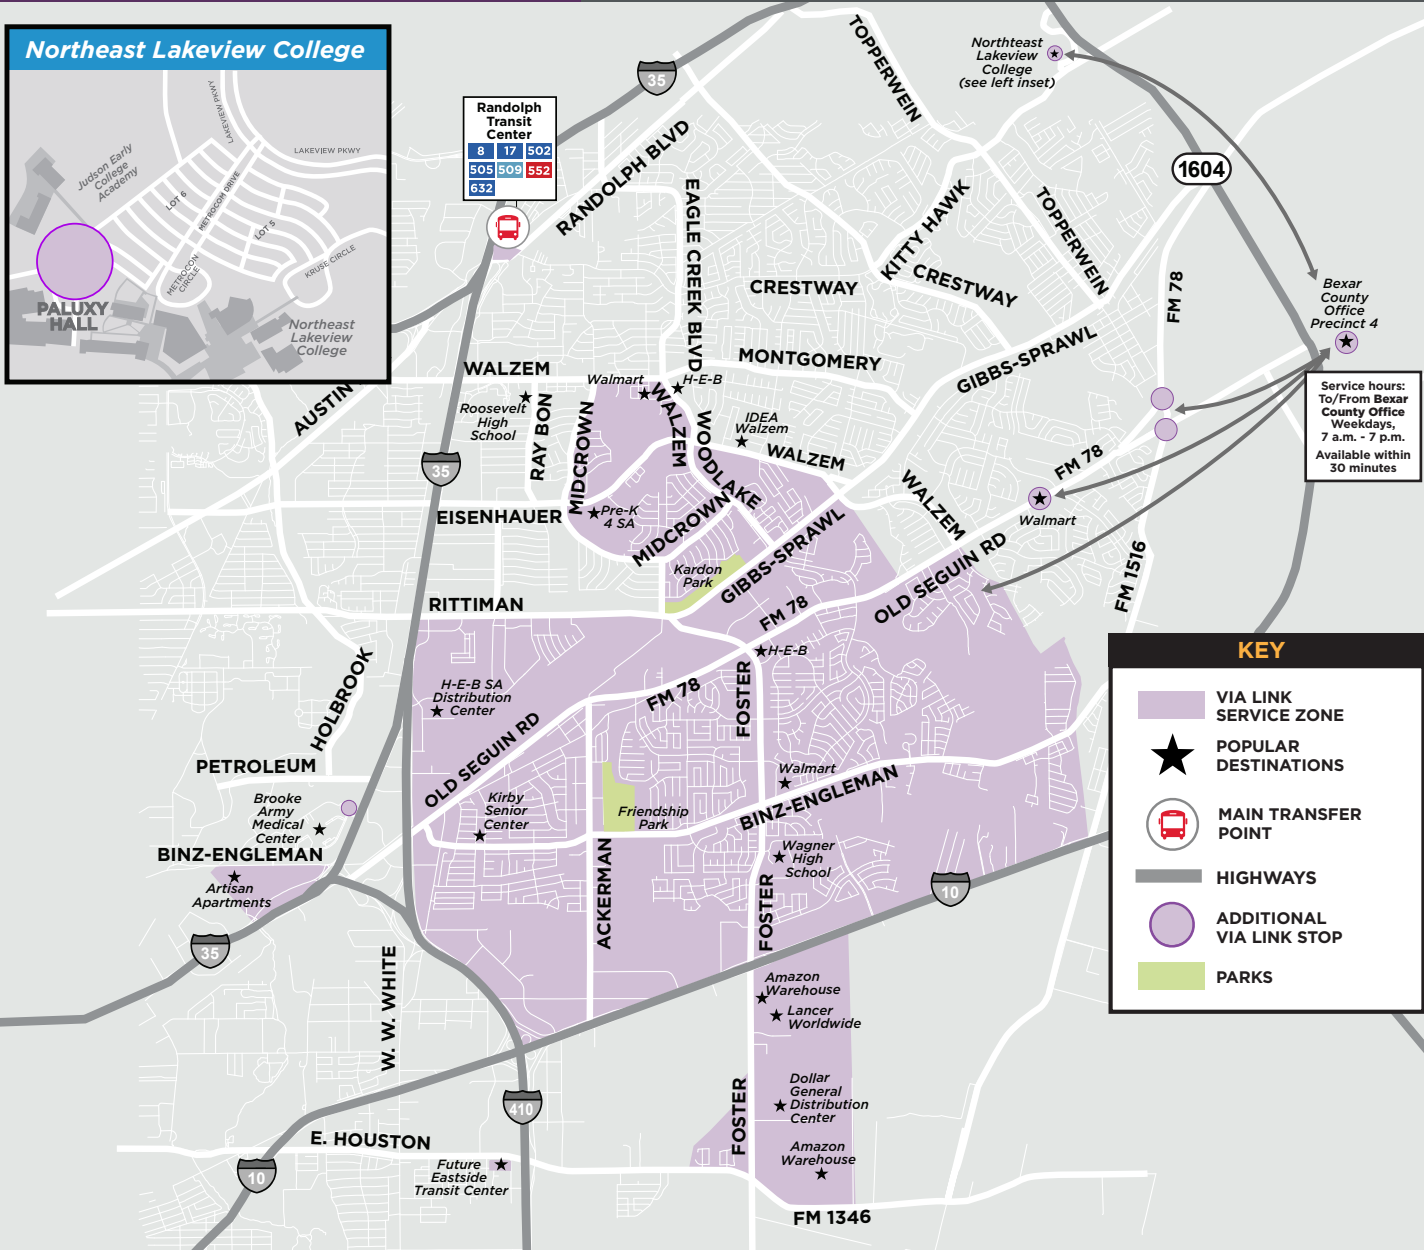 Northeast Lakeview College
LAKEVIEW PKWY
LAKEVIEW PKWY
Judson Early
College
Academy
LOT 6
METROCOM DRIVE
LOT 5
METROCON
CIRCLE
KRUSE CIRCLE
PALUXY
HALL
Northeast
Lakeview
College
Randolph
Transit
Center
8 17 502
505 509 552
632
35
RANDOLPH BLVD
TOPPERWEIN
Northteast
Lakeview
College
(see left inset)
1604
EAGLE CREEK BLVD
KITTY HAWK
TOPPERWEIN
CRESTWAY
CRESTWAY
FM 78
Bexar
County
Office
Precinct 4
MONTGOMERY
GIBBS-SPRAWL
Service hours:
To/From Bexar
County Office
Weekdays,
7 a.m. - 7 p.m.
Available within
30 minutes
AUSTIN
WALZEM
Walmart
H-E-B
Roosevelt
High
School
RAY BON
MIDCROWN
WALZEM
WOODLAKE
IDEA
Walzem
WALZEM
WALZEM
FM 78
Walmart
35
EISENHAUER
Pre-K
4 SA
MIDCROWN
GIBBS-SPRAWL
Kardon
Park
OLD SEGUIN RD
FM 1516
RITTIMAN
FM 78
H-E-B
HOLBROOK
H-E-B SA
Distribution
Center
FM 78
FOSTER
OLD SEGUIN RD
PETROLEUM
Brooke
Army
Medical
Center
Kirby
Senior
Center
Friendship
Park
Walmart
BINZ-ENGLEMAN
BINZ-ENGLEMAN
Artisan
Apartments
Wagner
High
School
ACKERMAN
FOSTER
10
35
W. W. WHITE
Amazon
Warehouse
Lancer
Worldwide
410
FOSTER
Dollar
General
Distribution
Center
E. HOUSTON
Future
Eastside
Transit Center
10
Amazon
Warehouse
FM 1346
KEY
VIA LINK
SERVICE ZONE
POPULAR
DESTINATIONS
MAIN TRANSFER
POINT
HIGHWAYS
ADDITIONAL
VIA LINK STOP
PARKS